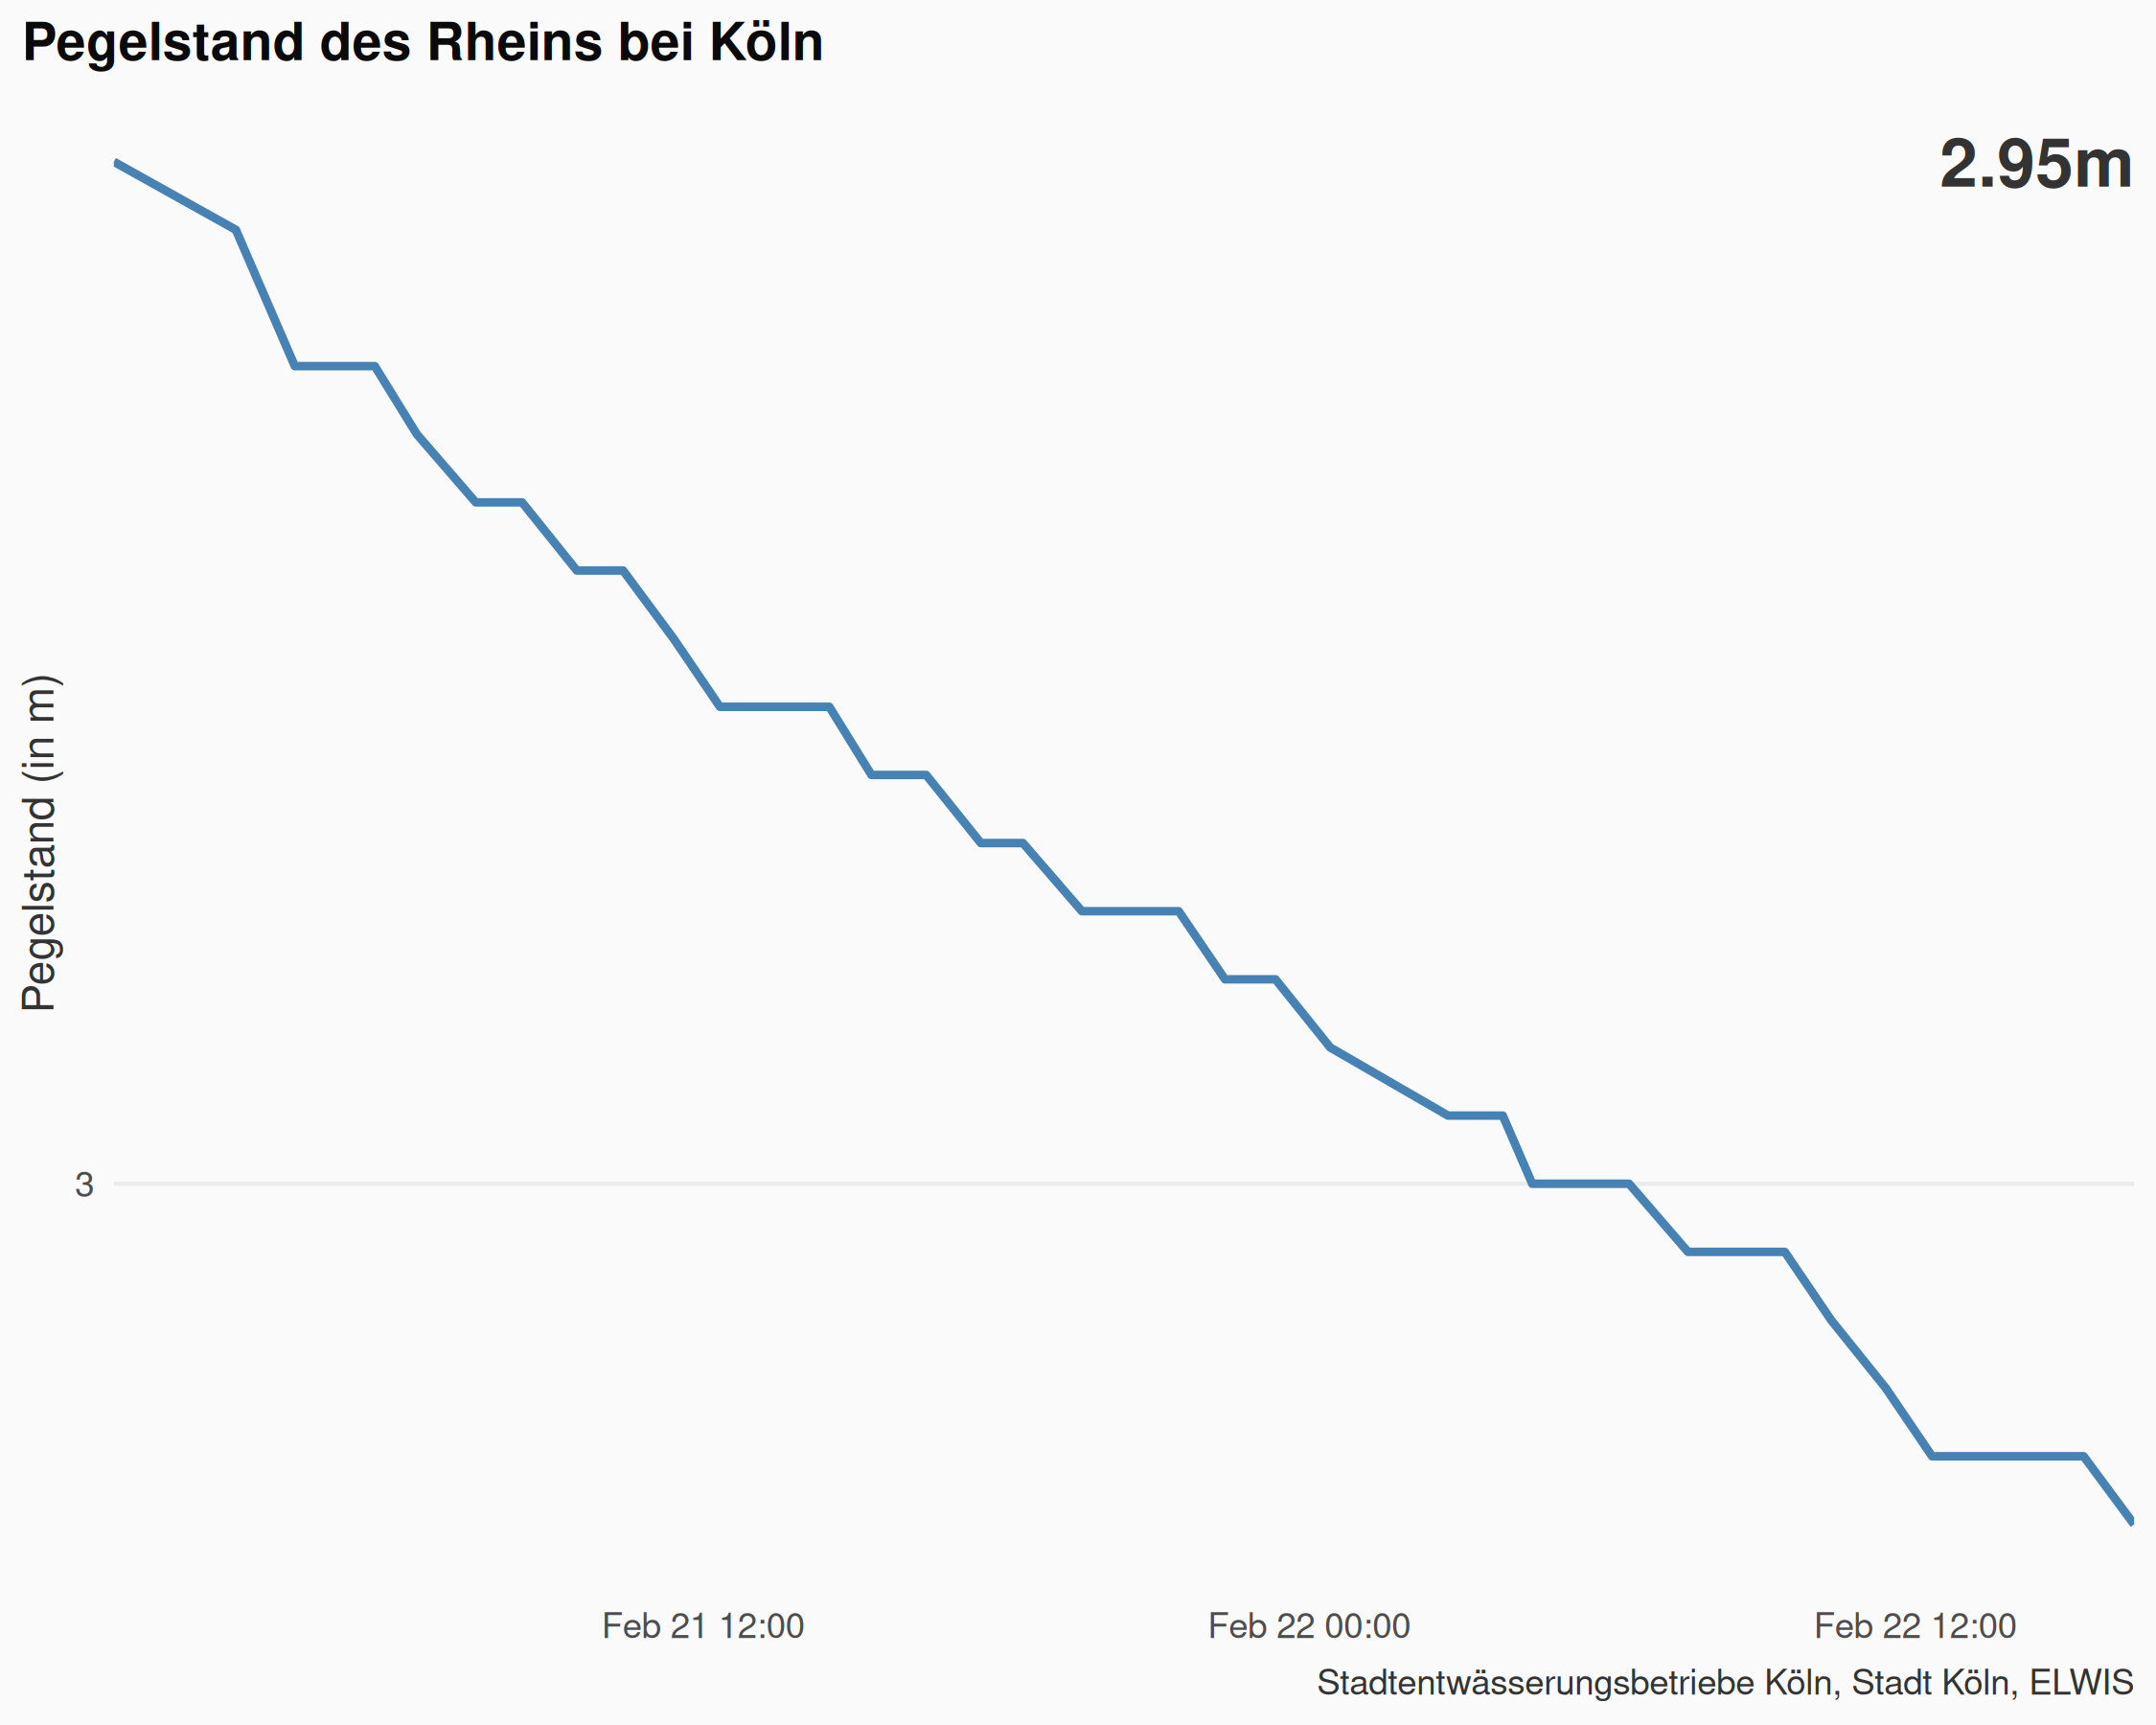 Pegelstand des Rheins bei Köln
2.95m
Pegelstand (in m)
3
Feb 21 12:00
Feb 22 00:00
Feb 22 12:00
Stadtentwässerungsbetriebe Köln, Stadt Köln, ELWIS